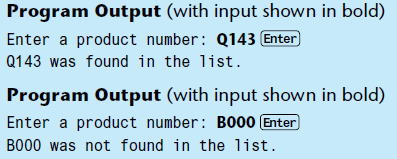 Program Output (with input shown in bold)
Enter a product number: Q143 Enter
Q143 was found in the list.
Program Output (with input shown in bold)
Enter a product number: B000 Enter
B000 was not found in the list.